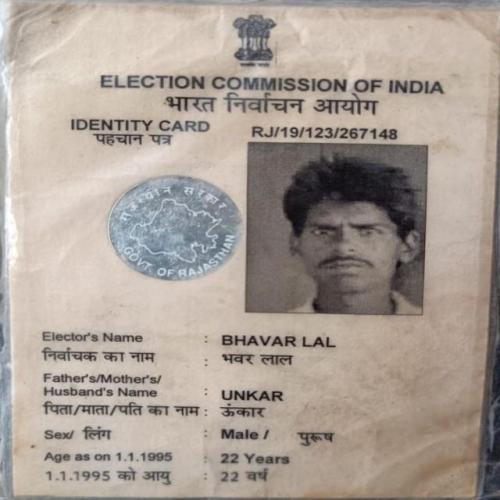 ELECTION COMMISSION OF INDIA
भारत निर्वाचन आयोग
IDENTITY CARD
पहचान पत्र
RJ/19/123/267148
राजस्थान सरकार
GOVT OF RAJASTHAN
Elector's Name : BHAVAR LAL
निर्वाचक का नाम : भवर लाल
Father's/Mother's/
Husband's Name : UNKAR
पिता/माता/पति का नाम : ऊंकार
Sex/ लिंग : Male / पुरूष
Age as on 1.1.1995 : 22 Years
1.1.1995 को आयु : 22 वर्ष